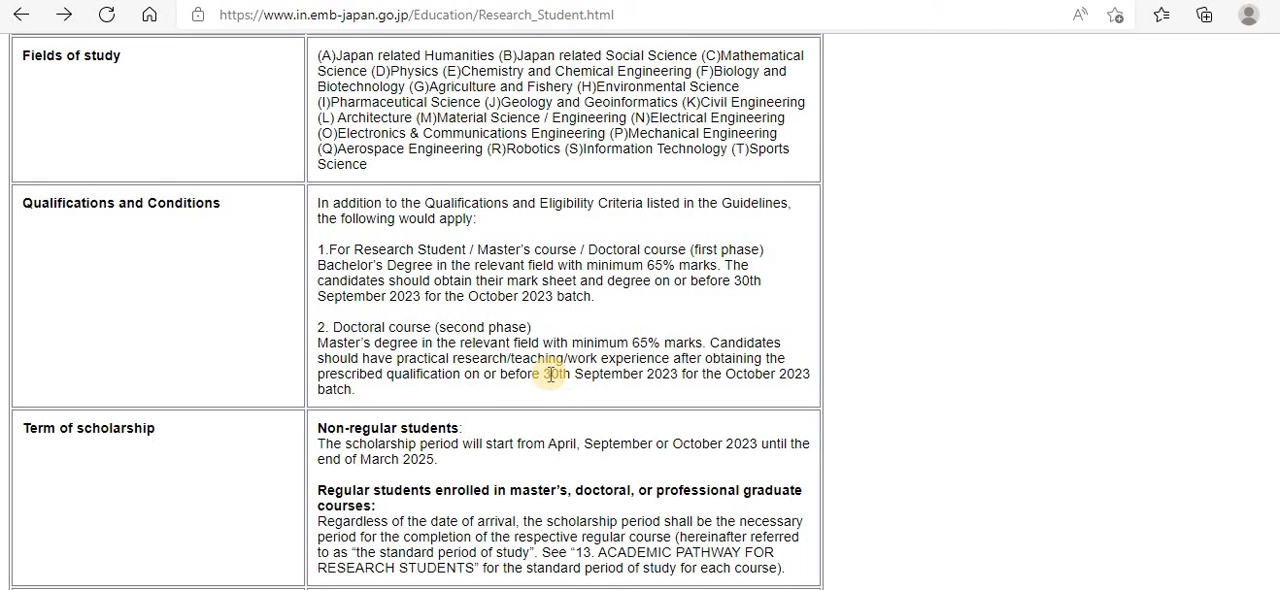 https://www.in.emb-japan.go.jp/Education/Research_Student.html
Fields of study
(A)Japan related Humanities (B)Japan related Social Science (C)Mathematical
Science (D)Physics (E)Chemistry and Chemical Engineering (F)Biology and
Biotechnology (G)Agriculture and Fishery (H)Environmental Science
(I)Pharmaceutical Science (J)Geology and Geoinformatics (K)Civil Engineering
(L) Architecture (M)Material Science / Engineering (N)Electrical Engineering
(O)Electronics & Communications Engineering (P)Mechanical Engineering
(Q)Aerospace Engineering (R)Robotics (S)Information Technology (T)Sports
Science
Qualifications and Conditions
In addition to the Qualifications and Eligibility Criteria listed in the Guidelines,
the following would apply:
1.For Research Student / Master’s course / Doctoral course (first phase)
Bachelor’s Degree in the relevant field with minimum 65% marks. The
candidates should obtain their mark sheet and degree on or before 30th
September 2023 for the October 2023 batch.
2. Doctoral course (second phase)
Master’s degree in the relevant field with minimum 65% marks. Candidates
should have practical research/teaching/work experience after obtaining the
prescribed qualification on or before 30th September 2023 for the October 2023
batch.
Term of scholarship
Non-regular students:
The scholarship period will start from April, September or October 2023 until the
end of March 2025.
Regular students enrolled in master’s, doctoral, or professional graduate
courses:
Regardless of the date of arrival, the scholarship period shall be the necessary
period for the completion of the respective regular course (hereinafter referred
to as “the standard period of study”. See “13. ACADEMIC PATHWAY FOR
RESEARCH STUDENTS” for the standard period of study for each course).